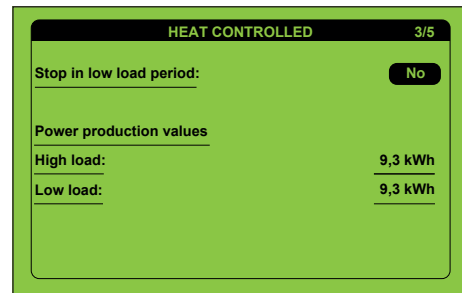 HEAT CONTROLLED 3/5
Stop in low load period: No
Power production values
High load: 9,3 kWh
Low load: 9,3 kWh